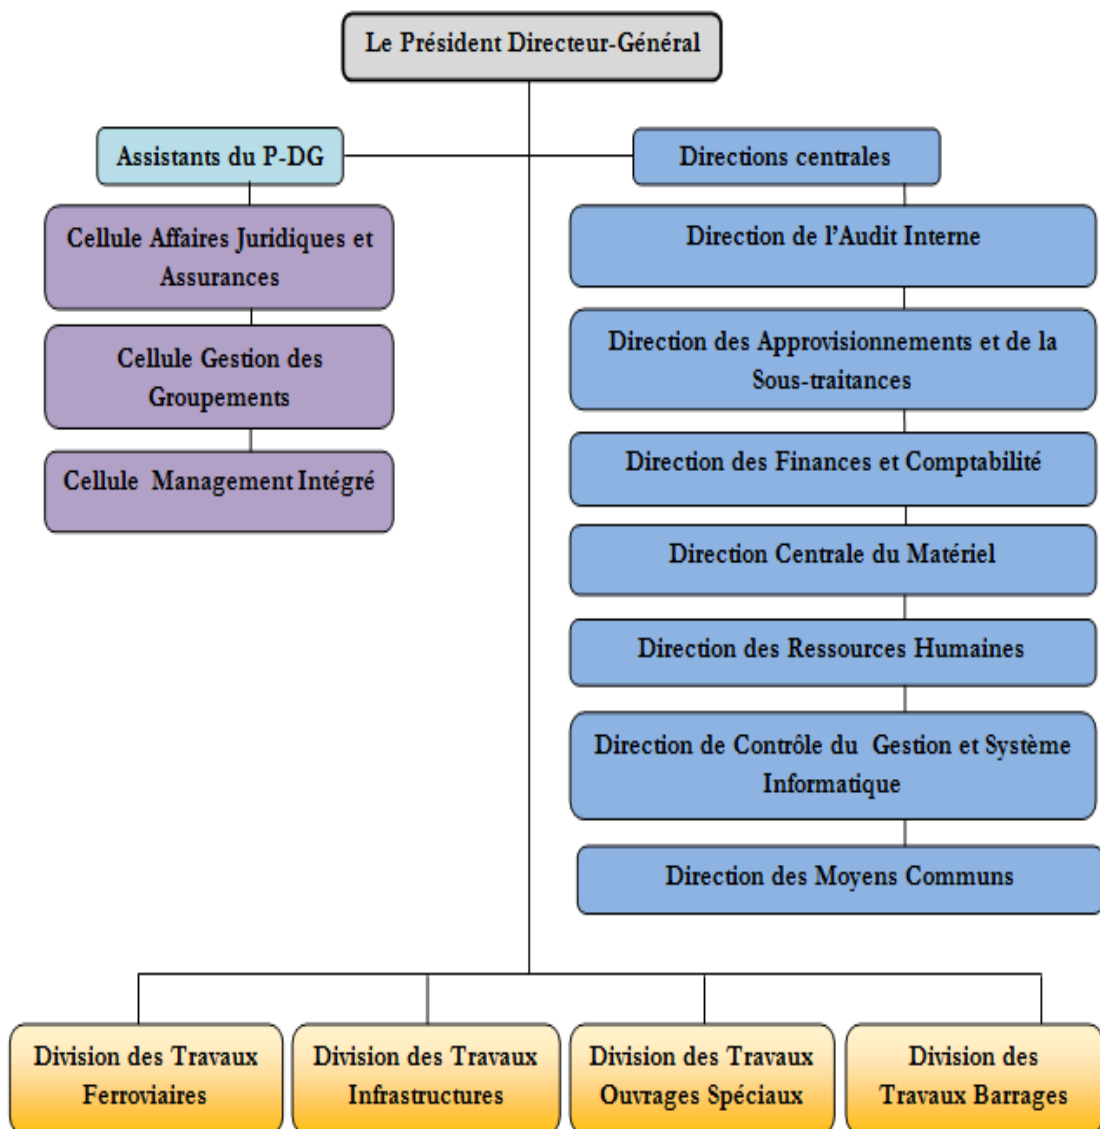 Le Président Directeur-Général
Assistants du P-DG
Directions centrales
Cellule Affaires Juridiques et
Assurances
Cellule Gestion des
Groupements
Cellule Management Intégré
Direction de l'Audit Interne
Direction des Approvisionnements et de la
Sous-traitances
Direction des Finances et Comptabilité
Direction Centrale du Matériel
Direction des Ressources Humaines
Direction de Contrôle du Gestion et Système
Informatique
Direction des Moyens Communs
Division des Travaux
Ferroviaires
Division des Travaux
Infrastructures
Division des Travaux
Ouvrages Spéciaux
Division des
Travaux Barrages